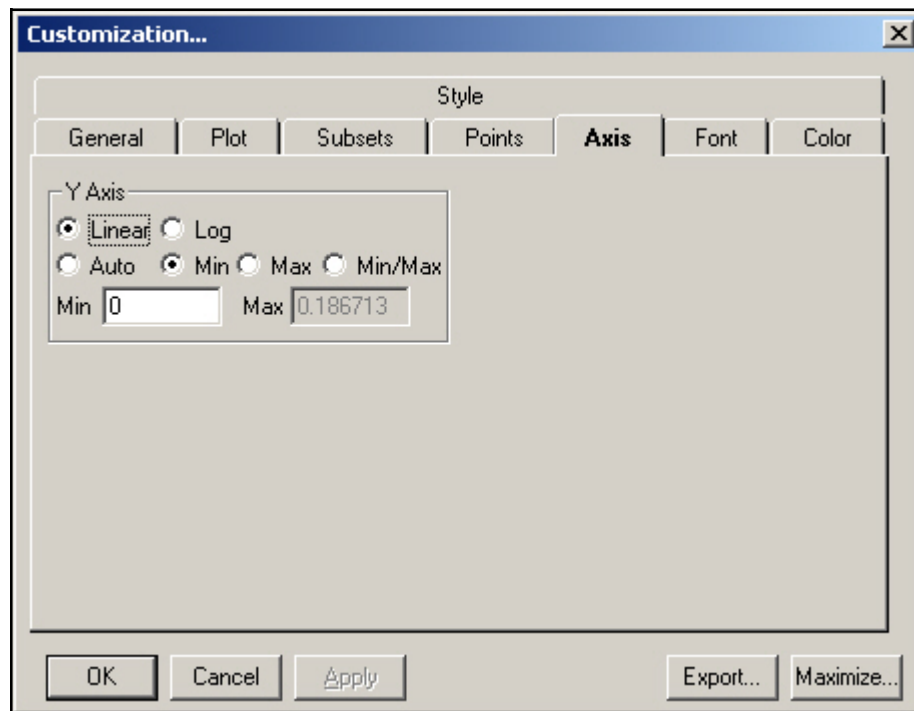 Customization...
Style
General Plot Subsets Points Axis Font Color
Y Axis
Linear Log
Auto Min Max Min/Max
Min 0 Max 0.186713
OK Cancel Apply Export... Maximize...